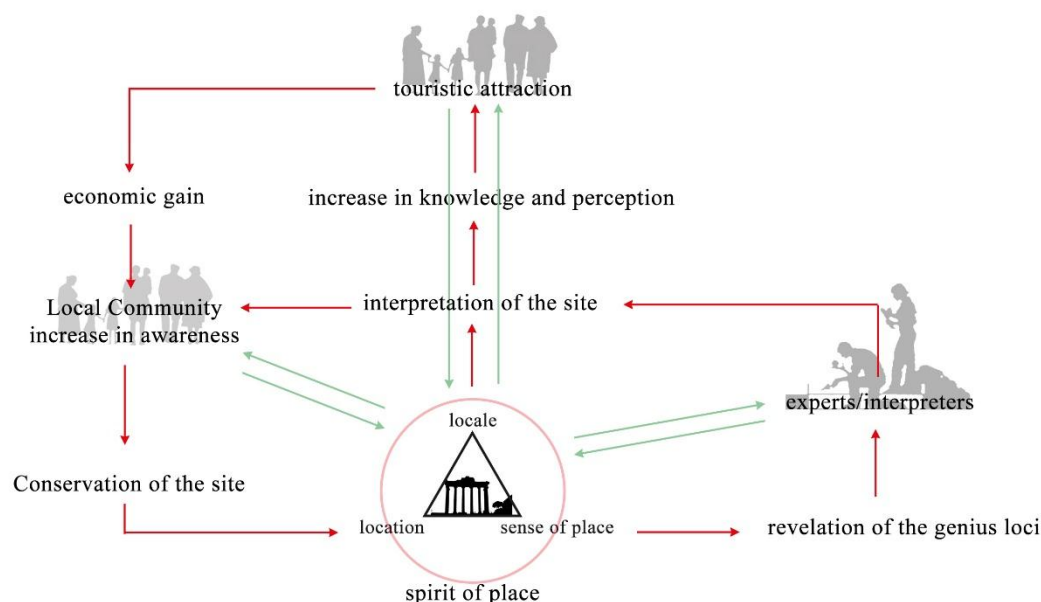 touristic attraction
economic gain
increase in knowledge and perception
Local Community
increase in awareness
interpretation of the site
experts/interpreters
locale
Conservation of the site
location
sense of place
revelation of the genius loci
spirit of place